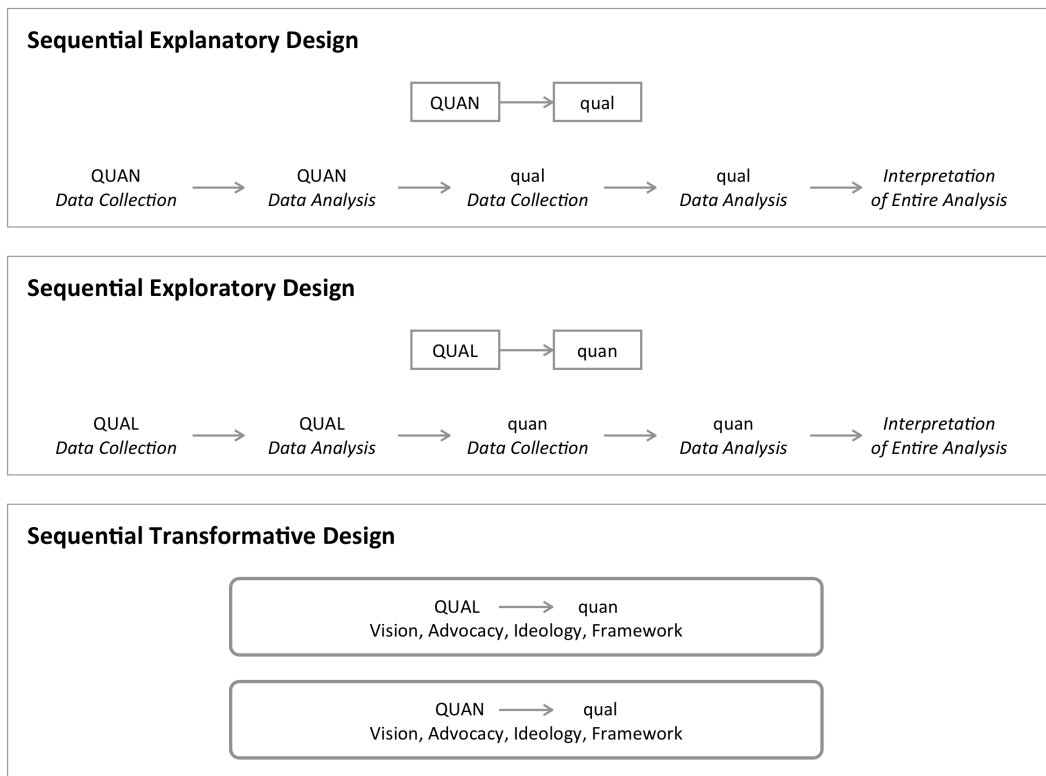 Sequential Explanatory Design
QUAN qual
QUAN QUAN qual qual Interpretation
Data Collection Data Analysis Data Collection Data Analysis of Entire Analysis
Sequential Exploratory Design
QUAL quan
QUAL QUAL quan quan Interpretation
Data Collection Data Analysis Data Collection Data Analysis of Entire Analysis
Sequential Transformative Design
QUAL quan
Vision, Advocacy, Ideology, Framework
QUAN qual
Vision, Advocacy, Ideology, Framework